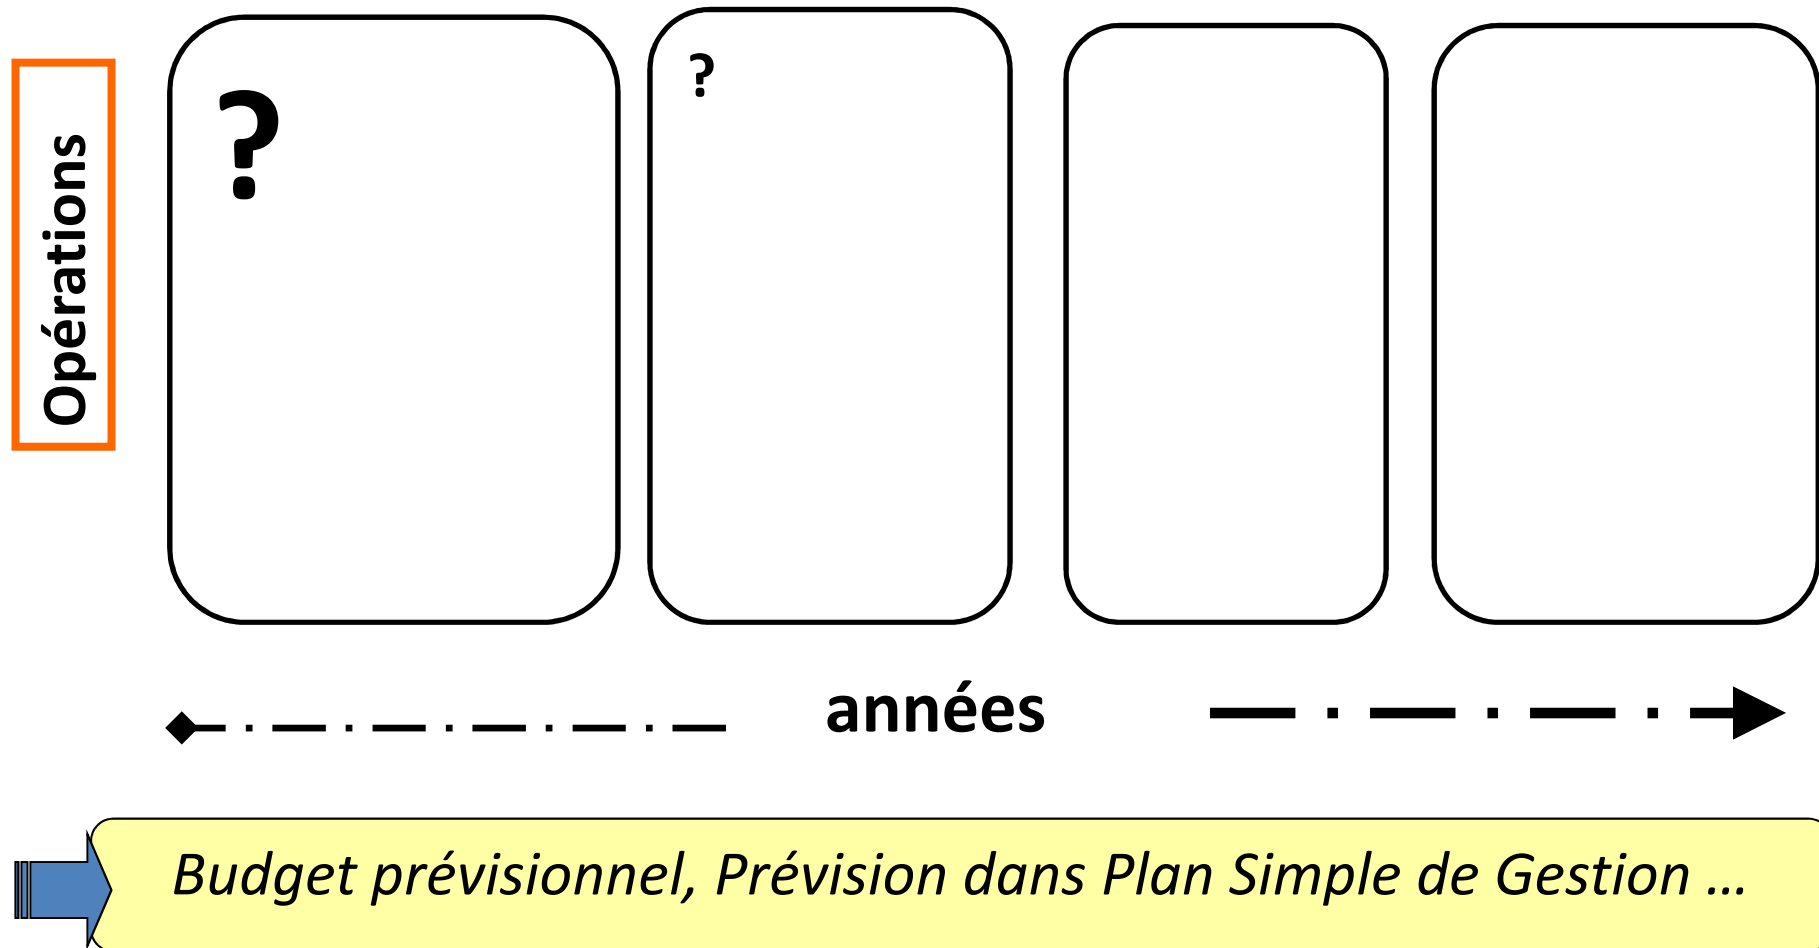 Opérations
?
?
années
Budget prévisionnel, Prévision dans Plan Simple de Gestion ...